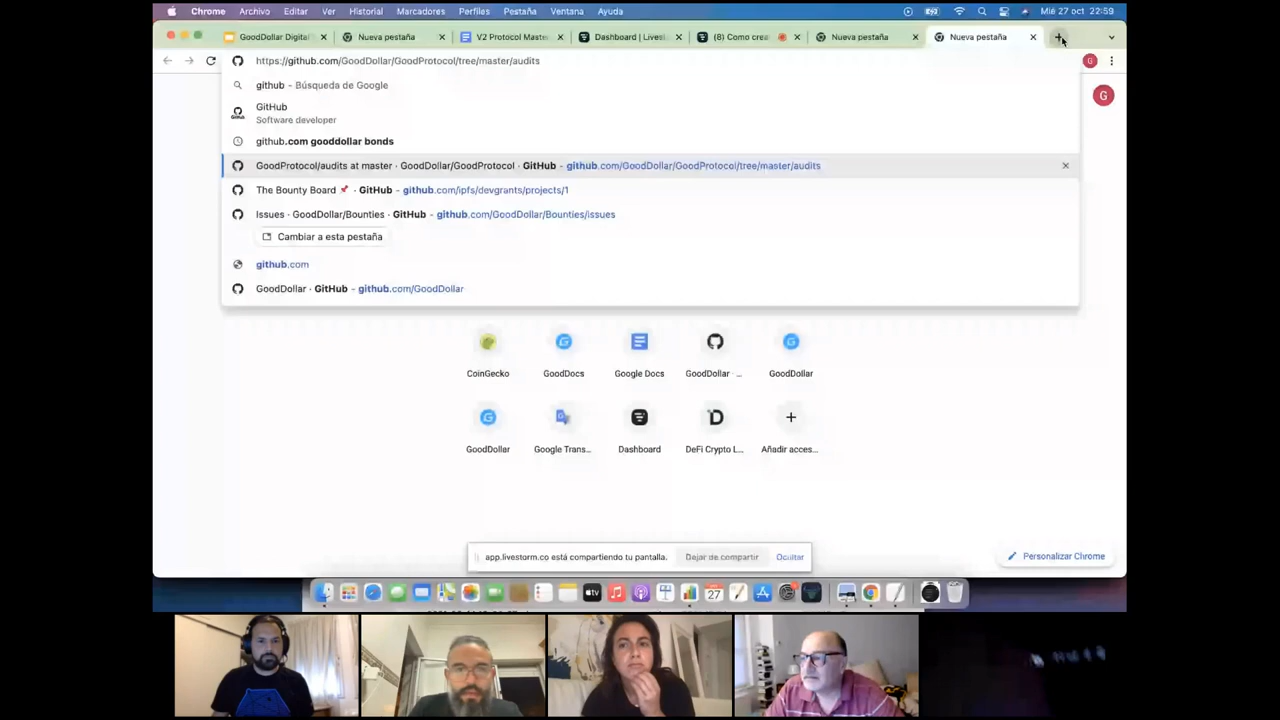 Chrome Archivo Editar Ver Historial Marcadores Perfiles Pestaña Ventana Ayuda Mié 27 oct 22:59
GoodDollar Digital Nueva pestaña V2 Protocol Maste Dashboard | Livest (8) Como crea Nueva pestaña Nueva pestaña
https://github.com/GoodDollar/GoodProtocol/tree/master/audits
G
github - Búsqueda de Google
G
GitHub
Software developer
github.com gooddollar bonds
GoodProtocol/audits at master · GoodDollar/GoodProtocol · GitHub - github.com/GoodDollar/GoodProtocol/tree/master/audits
The Bounty Board 📌 · GitHub - github.com/ipfs/devgrants/projects/1
Issues · GoodDollar/Bounties · GitHub - github.com/GoodDollar/Bounties/issues
Cambiar a esta pestaña
github.com
GoodDollar · GitHub - github.com/GoodDollar
CoinGecko GoodDocs Google Docs GoodDollar · ... GoodDollar
GoodDollar Google Trans... Dashboard DeFi Crypto L... Añadir acces...
app.livestorm.co está compartiendo tu pantalla. Dejar de compartir Ocultar
Personalizar Chrome
tv
27